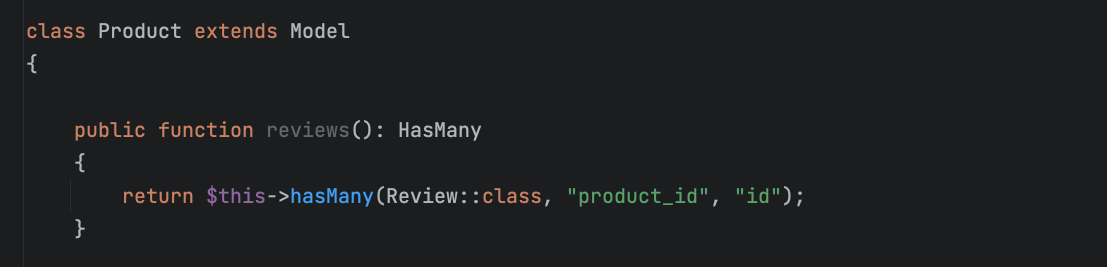 class Product extends Model
{
public function reviews(): HasMany
{
return $this->hasMany(Review::class, "product_id", "id");
}